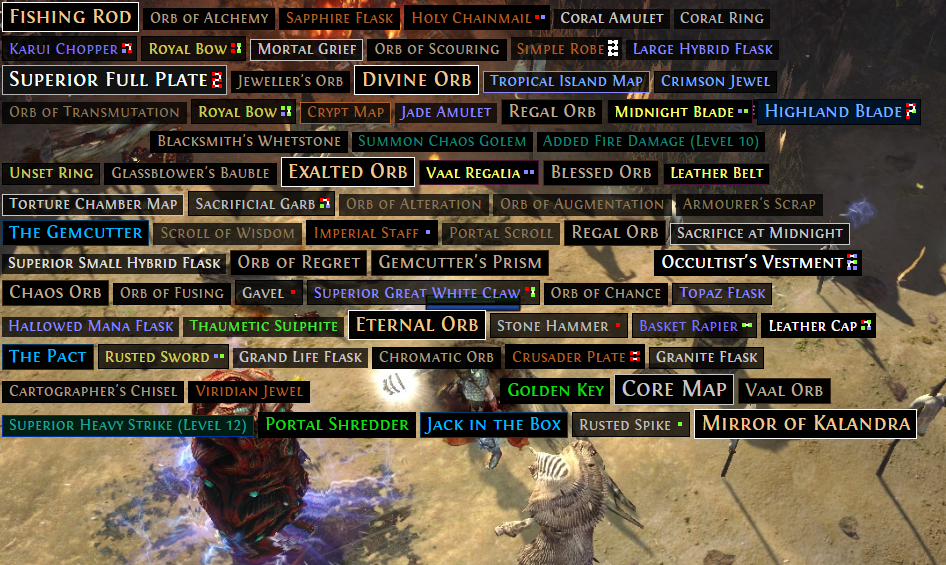 Fishing Rod Orb of Alchemy Sapphire Flask Holy Chainmail Coral Amulet Coral Ring
Karui Chopper Royal Bow Mortal Grief Orb of Scouring Simple Robe Large Hybrid Flask
Superior Full Plate Jeweller's Orb Divine Orb Tropical Island Map Crimson Jewel
Orb of Transmutation Royal Bow Crypt Map Jade Amulet Regal Orb Midnight Blade Highland Blade
Blacksmith's Whetstone Summon Chaos Golem Added Fire Damage (Level 10)
Unset Ring Glassblower's Bauble Exalted Orb Vaal Regalia Blessed Orb Leather Belt
Torture Chamber Map Sacrificial Garb Orb of Alteration Orb of Augmentation Armourer's Scrap
The Gemcutter Scroll of Wisdom Imperial Staff Portal Scroll Regal Orb Sacrifice at Midnight
Superior Small Hybrid Flask Orb of Regret Gemcutter's Prism Occultist's Vestment
Chaos Orb Orb of Fusing Gavel Superior Great White Claw Orb of Chance Topaz Flask
Hallowed Mana Flask Thaumetic Sulphite Eternal Orb Stone Hammer Basket Rapier Leather Cap
The Pact Rusted Sword Grand Life Flask Chromatic Orb Crusader Plate Granite Flask
Cartographer's Chisel Viridian Jewel Golden Key Core Map Vaal Orb
Superior Heavy Strike (Level 12) Portal Shredder Jack in the Box Rusted Spike Mirror of Kalandra